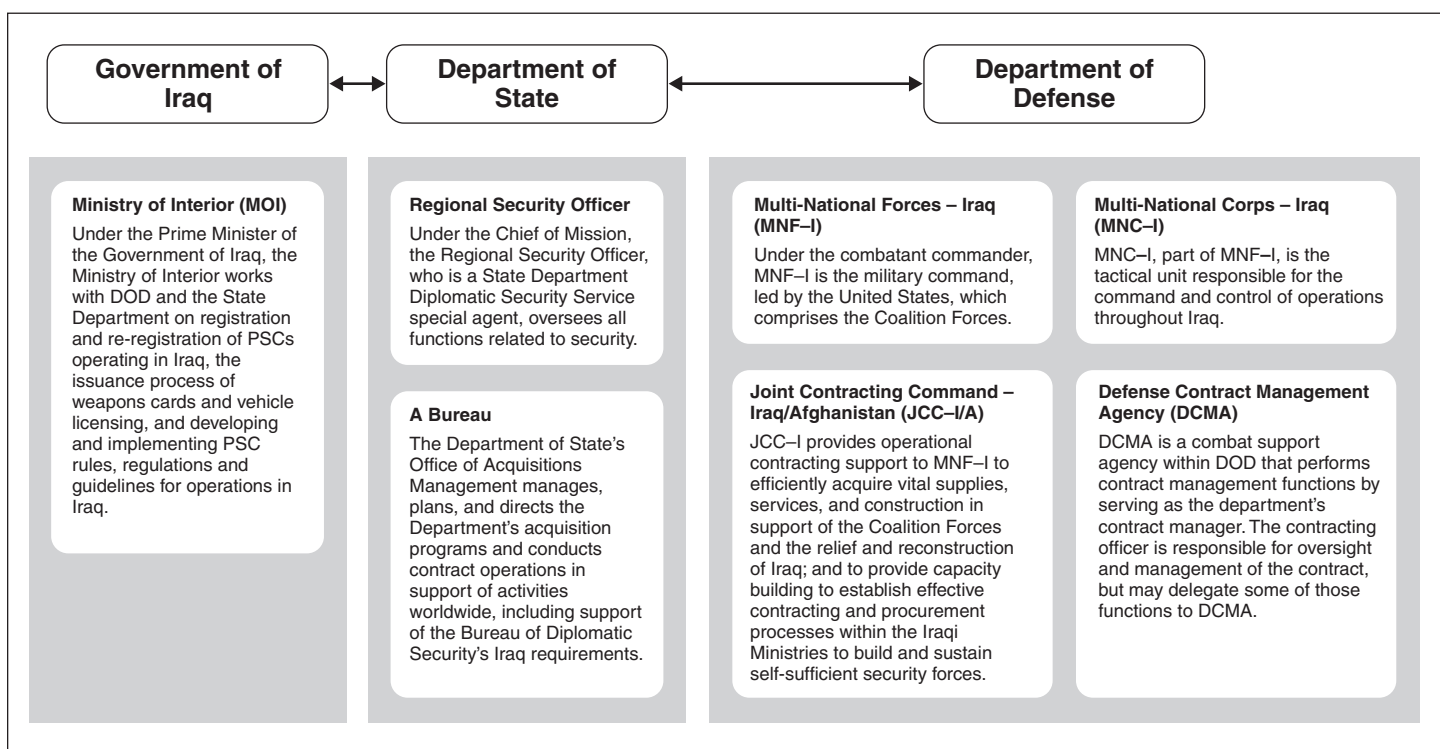 Government of
Iraq
Department of
State
Department of
Defense
Ministry of Interior (MOI)
Under the Prime Minister of
the Government of Iraq, the
Ministry of Interior works
with DOD and the State
Department on registration
and re-registration of PSCs
operating in Iraq, the
issuance process of
weapons cards and vehicle
licensing, and developing
and implementing PSC
rules, regulations and
guidelines for operations in
Iraq.
Regional Security Officer
Under the Chief of Mission,
the Regional Security Officer,
who is a State Department
Diplomatic Security Service
special agent, oversees all
functions related to security.
A Bureau
The Department of State’s
Office of Acquisitions
Management manages,
plans, and directs the
Department’s acquisition
programs and conducts
contract operations in
support of activities
worldwide, including support
of the Bureau of Diplomatic
Security’s Iraq requirements.
Multi-National Forces – Iraq
(MNF–I)
Under the combatant commander,
MNF–I is the military command,
led by the United States, which
comprises the Coalition Forces.
Multi-National Corps – Iraq
(MNC–I)
MNC–I, part of MNF–I, is the
tactical unit responsible for the
command and control of operations
throughout Iraq.
Joint Contracting Command –
Iraq/Afghanistan (JCC–I/A)
JCC–I provides operational
contracting support to MNF–I to
efficiently acquire vital supplies,
services, and construction in
support of the Coalition Forces
and the relief and reconstruction
of Iraq; and to provide capacity
building to establish effective
contracting and procurement
processes within the Iraqi
Ministries to build and sustain
self-sufficient security forces.
Defense Contract Management
Agency (DCMA)
DCMA is a combat support
agency within DOD that performs
contract management functions by
serving as the department’s
contract manager. The contracting
officer is responsible for oversight
and management of the contract,
but may delegate some of those
functions to DCMA.